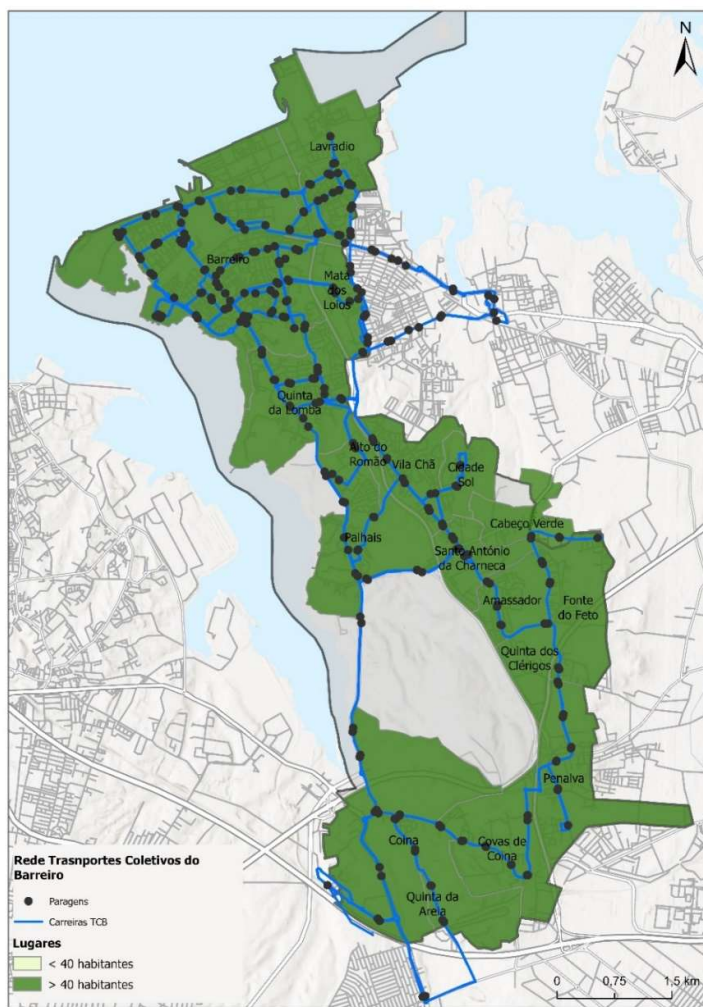 N
Lavradio
Barreiro
Mata
dos
Loios
Quinta
da Lomba
Alto do
Romão
Vila Chã
Cidade
Sol
Cabeço Verde
Palhais
Santo António
da Charneca
Amassador
Fonte
do Feto
Quinta dos
Clérigos
Penalva
Coina
Covas de
Coina
Quinta da
Areia
Rede Trasnportes Coletivos do
Barreiro
Paragens
Carreiras TCB
Lugares
< 40 habitantes
> 40 habitantes
0 0,75 1,5 km